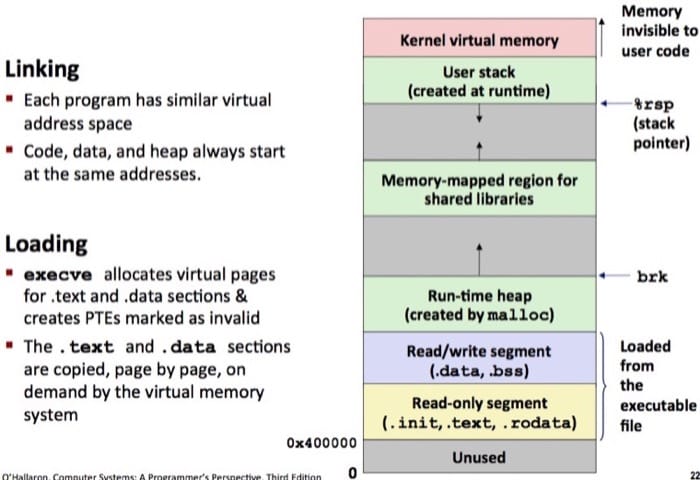 Linking
▪ Each program has similar virtual
address space
▪ Code, data, and heap always start
at the same addresses.
Loading
▪ execve allocates virtual pages
for .text and .data sections &
creates PTEs marked as invalid
▪ The .text and .data sections
are copied, page by page, on
demand by the virtual memory
system
Kernel virtual memory
User stack
(created at runtime)
Memory-mapped region for
shared libraries
Run-time heap
(created by malloc)
Read/write segment
(.data, .bss)
Read-only segment
(.init, .text, .rodata)
Unused
0x400000
0
Memory
invisible to
user code
%rsp
(stack
pointer)
brk
Loaded
from
the
executable
file
O'Hallaron, Computer Systems: A Programmer's Perspective, Third Edition
22